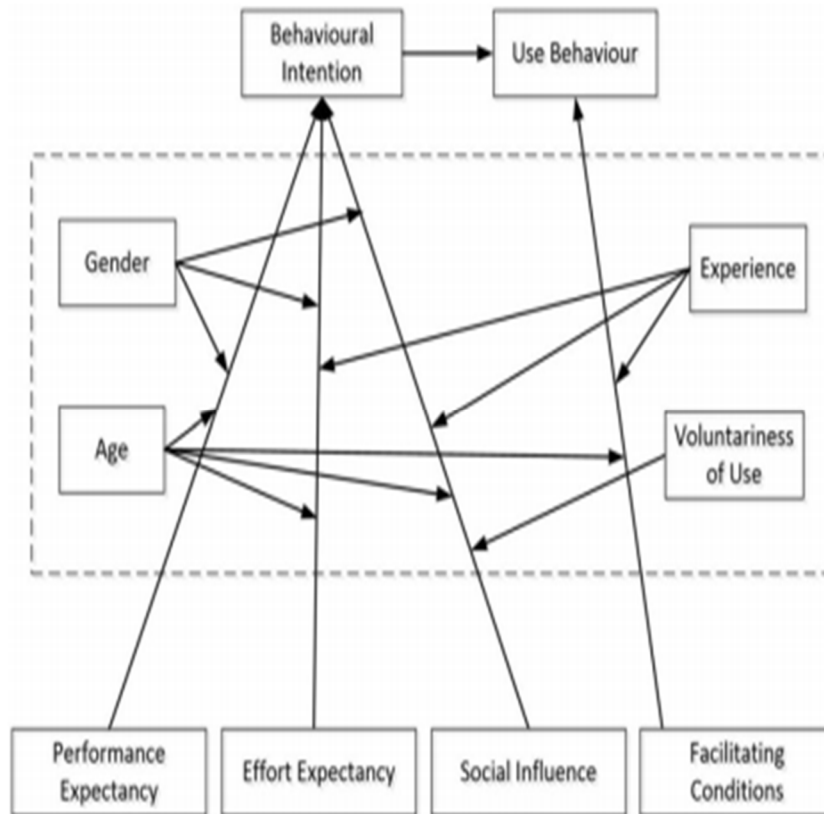 Behavioural
Intention
Use Behaviour
Gender
Experience
Age
Voluntariness
of Use
Performance
Expectancy
Effort Expectancy
Social Influence
Facilitating
Conditions